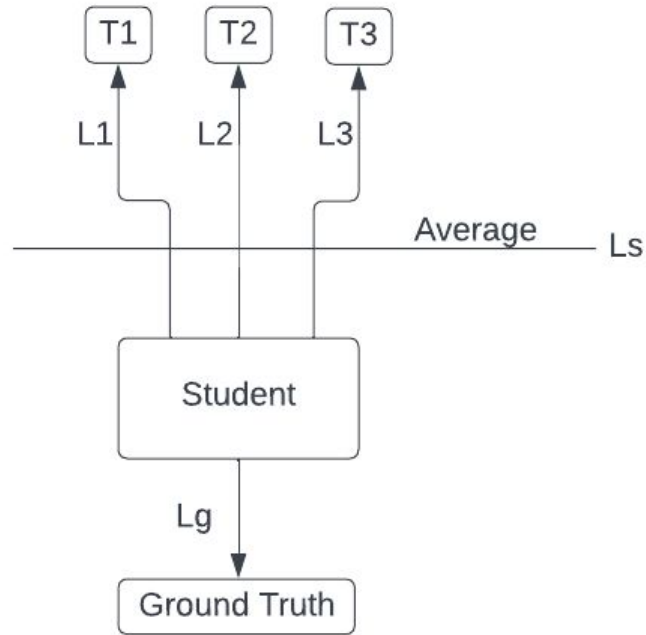 T1 T2 T3
L1 L2 L3
Average
Ls
Student
Lg
Ground Truth